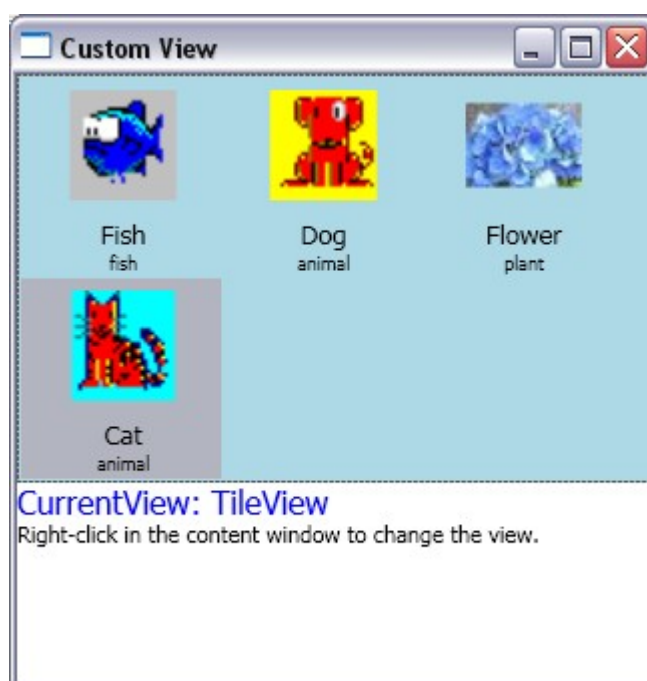 Custom View
Fish
fish
Dog
animal
Flower
plant
Cat
animal
CurrentView: TileView
Right-click in the content window to change the view.